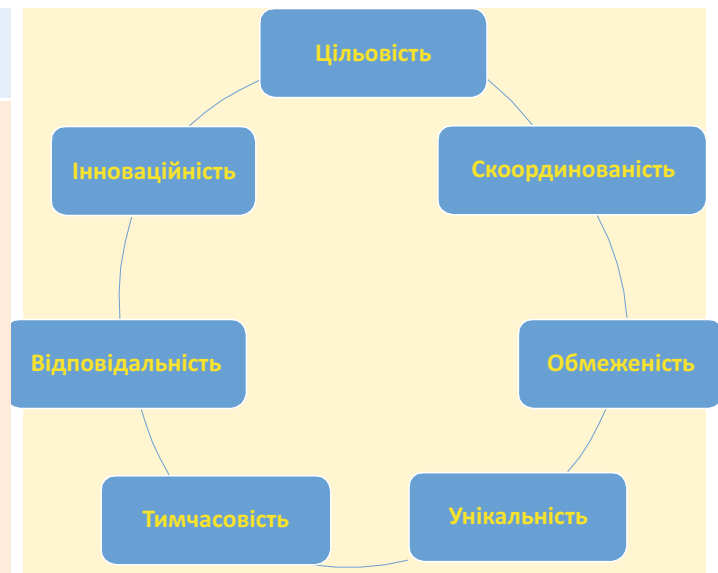 Цільовість
Інноваційність
Скоординованість
Відповідальність
Обмеженість
Тимчасовість
Унікальність